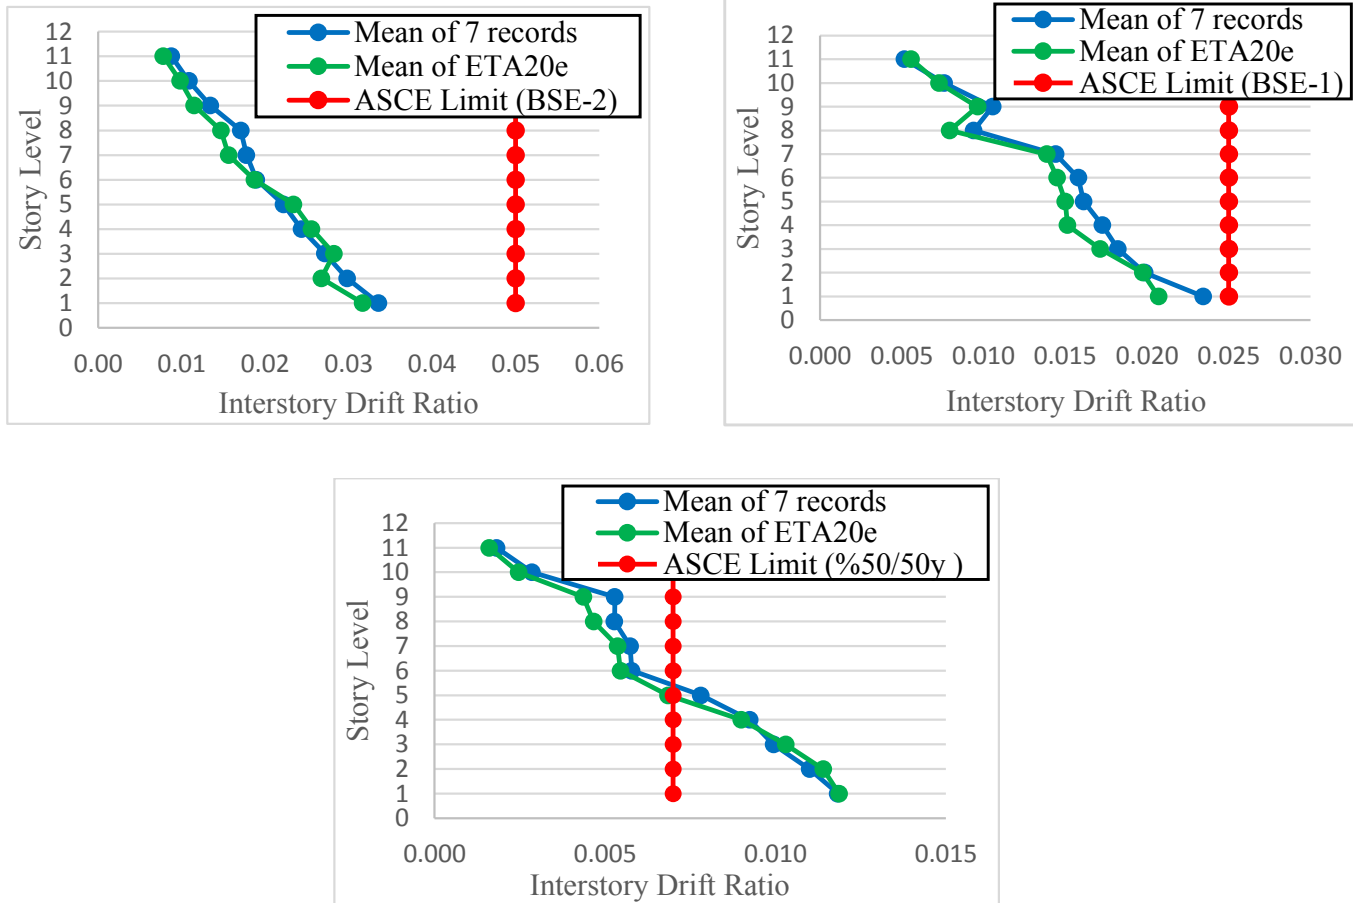 Mean of 7 records
Mean of ETA20e
ASCE Limit (BSE-2)
12
11
10
9
8
7
6
5
4
3
2
1
0
Story Level
0.00 0.01 0.02 0.03 0.04 0.05 0.06
Interstory Drift Ratio
Mean of 7 records
Mean of ETA20e
ASCE Limit (BSE-1)
12
11
10
9
8
7
6
5
4
3
2
1
0
Story Level
0.000 0.005 0.010 0.015 0.020 0.025 0.030
Interstory Drift Ratio
Mean of 7 records
Mean of ETA20e
ASCE Limit (%50/50y )
12
11
10
9
8
7
6
5
4
3
2
1
0
Story Level
0.000 0.005 0.010 0.015
Interstory Drift Ratio